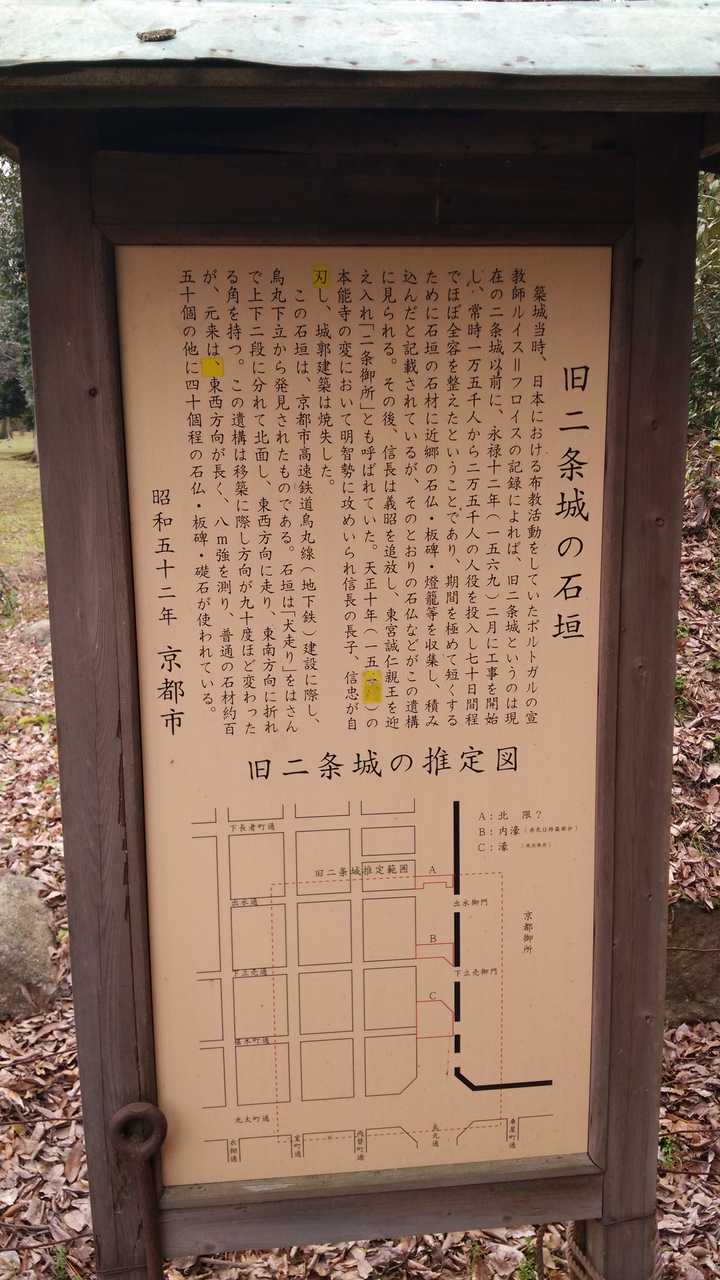 旧二条城の石垣
築城当時、日本における布教活動をしていたポルトガルの宣
教師ルイス=フロイスの記録によれば、旧二条城というのは現
在の二条城以前に、永禄十二年(一五六九)二月に工事を開始
し、常時一万五千人から二万五千人の人役を投入し七十日間程
でほぼ全容を整えたということであり、期間を極めて短くする
ために石垣の石材に近郷の石仏・板碑・燈籠等を収集し、積み
込んだと記載されているが、そのとおりの石仏などがこの遺構
に見られる。その後、信長は義昭を追放し、東宮誠仁親王を迎
え入れ「二条御所」とも呼ばれていた。天正十年(一五)の
本能寺の変において明智勢に攻めいられ信長の長子、信忠が自
刃し、城郭建築は焼失した。
この石垣は、京都市高速鉄道烏丸線(地下鉄)建設に際し、
烏丸下立から発見されたものである。石垣は「犬走り」をはさん
で上下二段に分れて北面し、東西方向に走り、東南方向に折れ
る角を持つ。この遺構は移築に際し方向が九十度ほど変わった
が、元来は、東西方向が長く、八m強を測り、普通の石材約百
五十個の他に四十個程の石仏・板碑・礎石が使われている。
昭和五十二年 京都市
旧二条城の推定図
A:北 限?
B:内濠
C:濠
下長者町通
旧二条城推定範囲
A
出水通
出水御門
京都御所
B
下立売通
下立売御門
C
椹木町通
丸太町通
衣棚通
室町通
両替町通
烏丸通
車屋町通